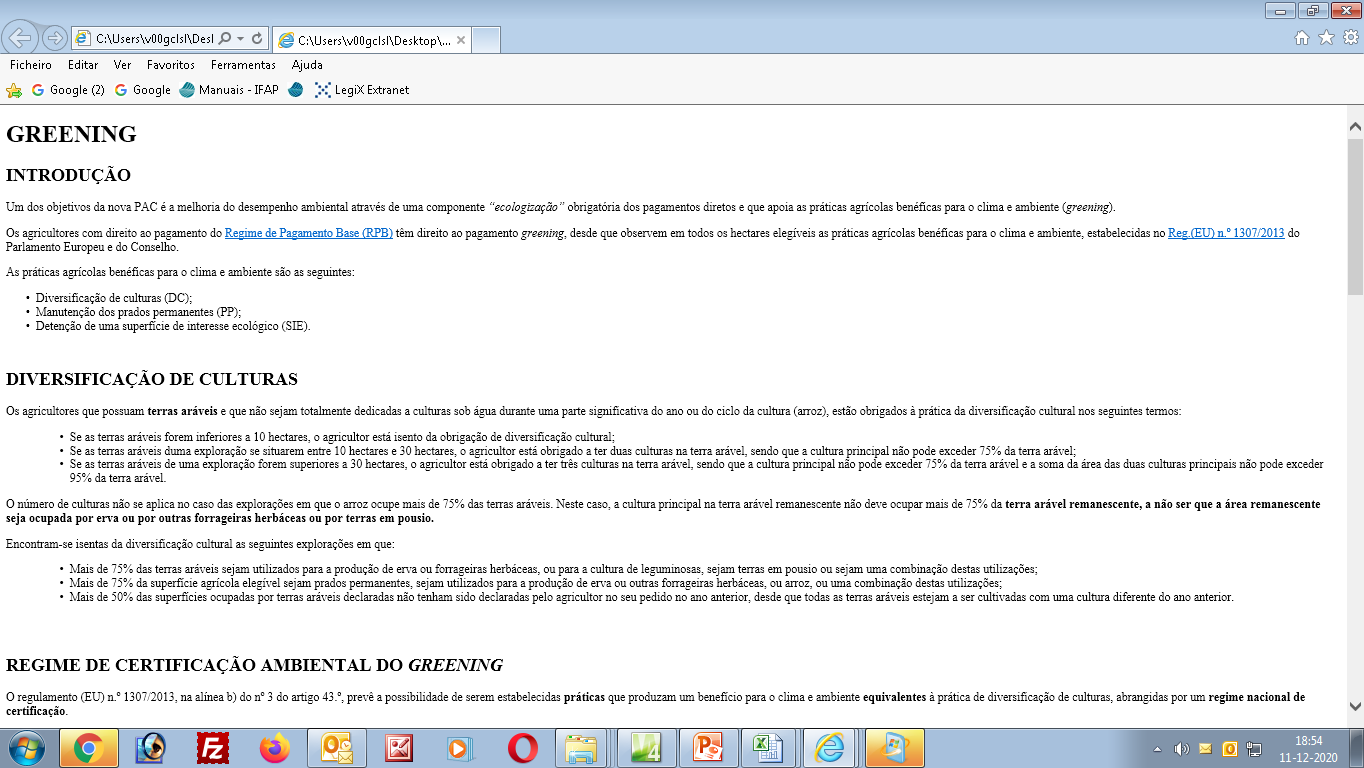 C:\Users\v00gclsl\Desl
C:\Users\v00gclsl\Desktop\...
Ficheiro Editar Ver Favoritos Ferramentas Ajuda
Google (2) Google Manuais - IFAP LegiX Extranet
GREENING
INTRODUÇÃO
Um dos objetivos da nova PAC é a melhoria do desempenho ambiental através de uma componente “ecologização” obrigatória dos pagamentos diretos e que apoia as práticas agrícolas benéficas para o clima e ambiente (greening).
Os agricultores com direito ao pagamento do Regime de Pagamento Base (RPB) têm direito ao pagamento greening, desde que observem em todos os hectares elegíveis as práticas agrícolas benéficas para o clima e ambiente, estabelecidas no Reg.(EU) n.º 1307/2013 do
Parlamento Europeu e do Conselho.
As práticas agrícolas benéficas para o clima e ambiente são as seguintes:
• Diversificação de culturas (DC);
• Manutenção dos prados permanentes (PP);
• Detenção de uma superfície de interesse ecológico (SIE).
DIVERSIFICAÇÃO DE CULTURAS
Os agricultores que possuam terras aráveis e que não sejam totalmente dedicadas a culturas sob água durante uma parte significativa do ano ou do ciclo da cultura (arroz), estão obrigados à prática da diversificação cultural nos seguintes termos:
• Se as terras aráveis forem inferiores a 10 hectares, o agricultor está isento da obrigação de diversificação cultural;
• Se as terras aráveis duma exploração se situarem entre 10 hectares e 30 hectares, o agricultor está obrigado a ter duas culturas na terra arável, sendo que a cultura principal não pode exceder 75% da terra arável;
• Se as terras aráveis de uma exploração forem superiores a 30 hectares, o agricultor está obrigado a ter três culturas na terra arável, sendo que a cultura principal não pode exceder 75% da terra arável e a soma da área das duas culturas principais não pode exceder
95% da terra arável.
O número de culturas não se aplica no caso das explorações em que o arroz ocupe mais de 75% das terras aráveis. Neste caso, a cultura principal na terra arável remanescente não deve ocupar mais de 75% da terra arável remanescente, a não ser que a área remanescente
seja ocupada por erva ou por outras forrageiras herbáceas ou por terras em pousio.
Encontram-se isentas da diversificação cultural as seguintes explorações em que:
• Mais de 75% das terras aráveis sejam utilizados para a produção de erva ou forrageiras herbáceas, ou para a cultura de leguminosas, sejam terras em pousio ou sejam uma combinação destas utilizações;
• Mais de 75% da superfície agrícola elegível sejam prados permanentes, sejam utilizados para a produção de erva ou outras forrageiras herbáceas, ou arroz, ou uma combinação destas utilizações;
• Mais de 50% das superfícies ocupadas por terras aráveis declaradas não tenham sido declaradas pelo agricultor no seu pedido no ano anterior, desde que todas as terras aráveis estejam a ser cultivadas com uma cultura diferente do ano anterior.
REGIME DE CERTIFICAÇÃO AMBIENTAL DO GREENING
O regulamento (EU) n.º 1307/2013, na alínea b) do nº 3 do artigo 43.º, prevê a possibilidade de serem estabelecidas práticas que produzam um benefício para o clima e ambiente equivalentes à prática de diversificação de culturas, abrangidas por um regime nacional de
certificação.
18:54
11-12-2020